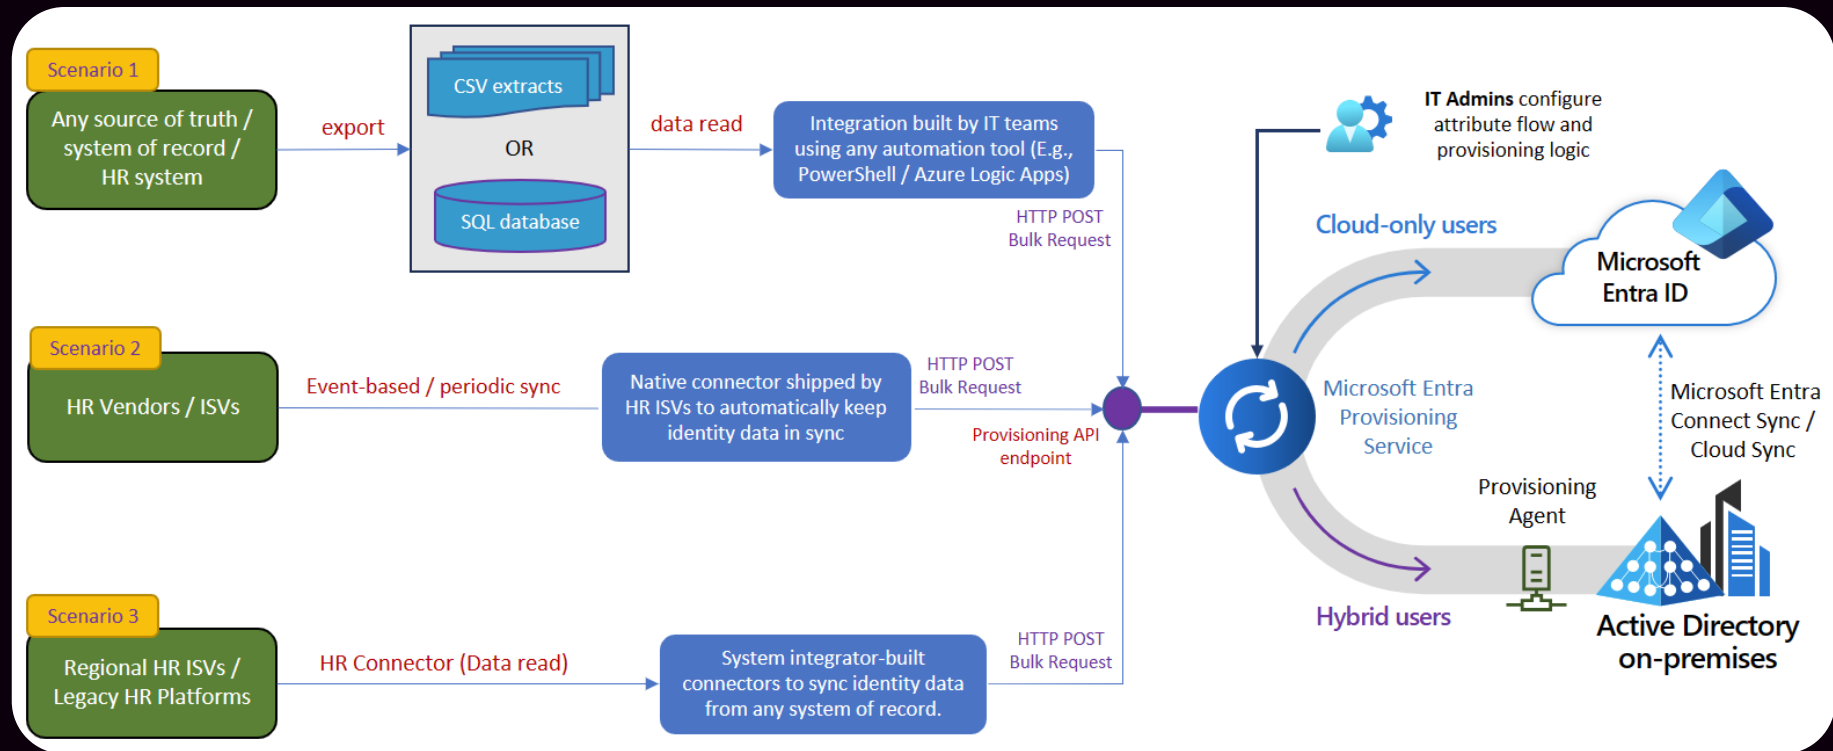 Scenario 1
Any source of truth /
system of record /
HR system
export
CSV extracts
OR
SQL database
data read
Integration built by IT teams
using any automation tool (E.g.,
PowerShell / Azure Logic Apps)
HTTP POST
Bulk Request
IT Admins configure
attribute flow and
provisioning logic
Cloud-only users
Microsoft
Entra ID
Scenario 2
HR Vendors / ISVs
Event-based / periodic sync
Native connector shipped by
HR ISVs to automatically keep
identity data in sync
HTTP POST
Bulk Request
Provisioning API
endpoint
Microsoft Entra
Provisioning
Service
Microsoft Entra
Connect Sync /
Cloud Sync
Provisioning
Agent
Scenario 3
Regional HR ISVs /
Legacy HR Platforms
HR Connector (Data read)
System integrator-built
connectors to sync identity data
from any system of record.
HTTP POST
Bulk Request
Hybrid users
Active Directory
on-premises